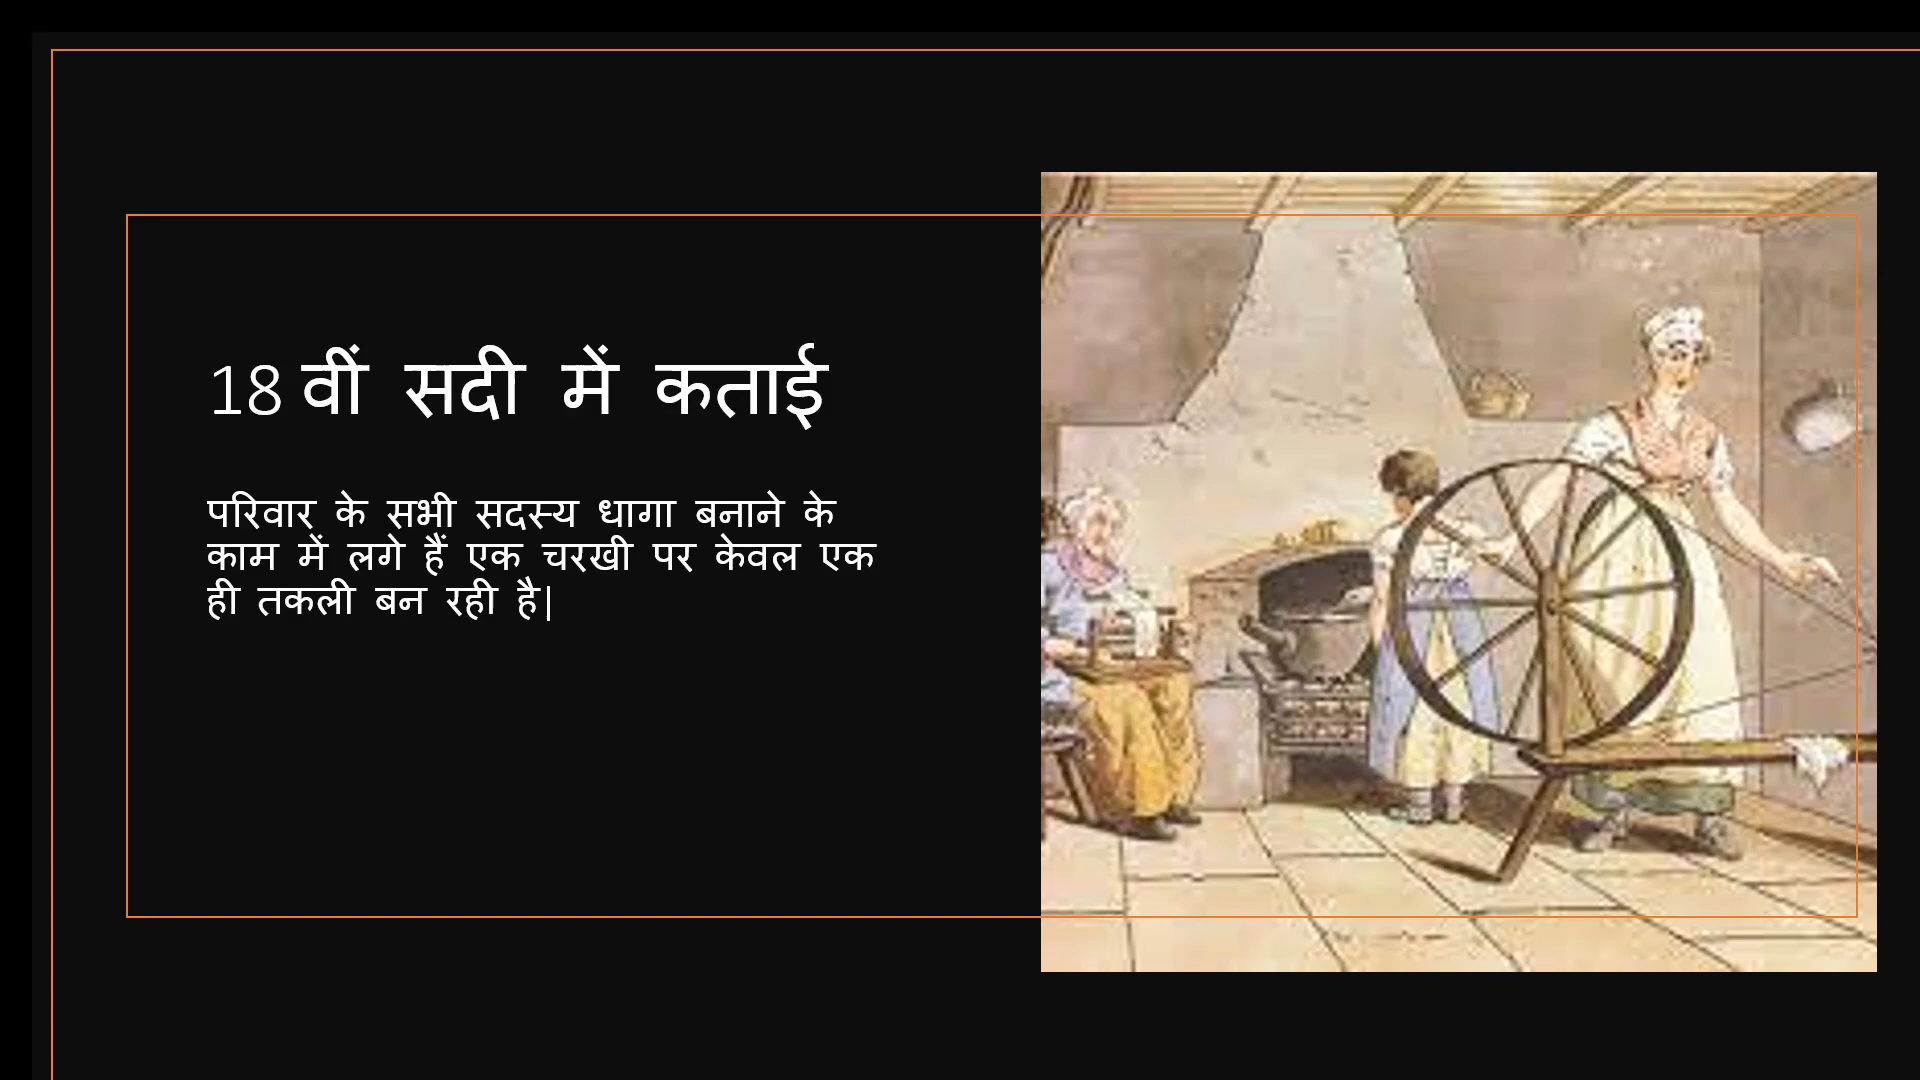 18 वीं सदी में कताई
परिवार के सभी सदस्य धागा बनाने के
काम में लगे हैं एक चरखी पर केवल एक
ही तकली बन रही है|